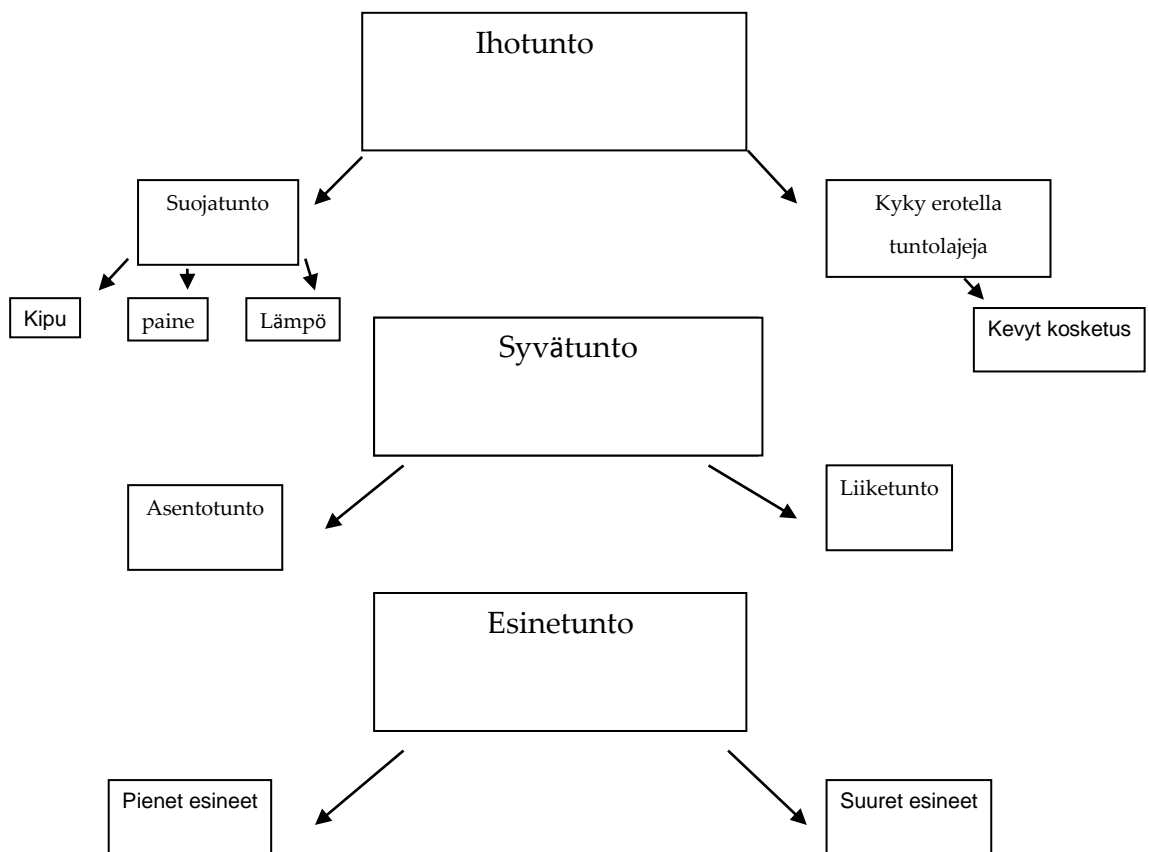 Ihotunto
Suojatunto
Kyky erotella
tuntolajeja
Kipu
paine
Lämpö
Kevyt kosketus
Syvätunto
Asentotunto
Liiketunto
Esinetunto
Pienet esineet
Suuret esineet